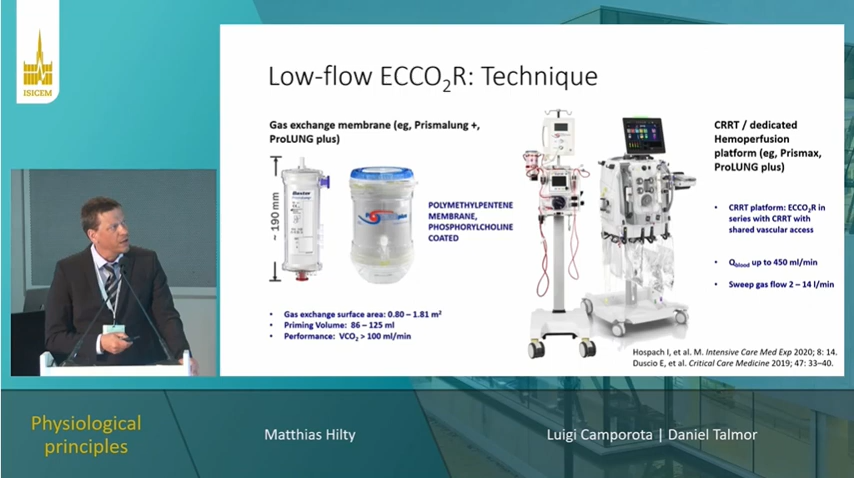 ISICEM
Low-flow ECCO₂R: Technique
Gas exchange membrane (eg, Prismalung +,
ProLUNG plus)
~ 190 mm
Baxter
POLYMETHYLPENTENE
MEMBRANE,
PHOSPHORYLCHOLINE
COATED
• Gas exchange surface area: 0.80 – 1.81 m²
• Priming Volume: 86 – 125 ml
• Performance: VCO₂ > 100 ml/min
CRRT / dedicated
Hemoperfusion
platform (eg, Prismax,
ProLUNG plus)
• CRRT platform: ECCO₂R in
series with CRRT with
shared vascular access
• Qblood up to 450 ml/min
• Sweep gas flow 2 – 14 l/min
Hospach I, et al. M. Intensive Care Med Exp 2020; 8: 14.
Duscio E, et al. Critical Care Medicine 2019; 47: 33–40.
Physiological
principles
Matthias Hilty
Luigi Camporota | Daniel Talmor